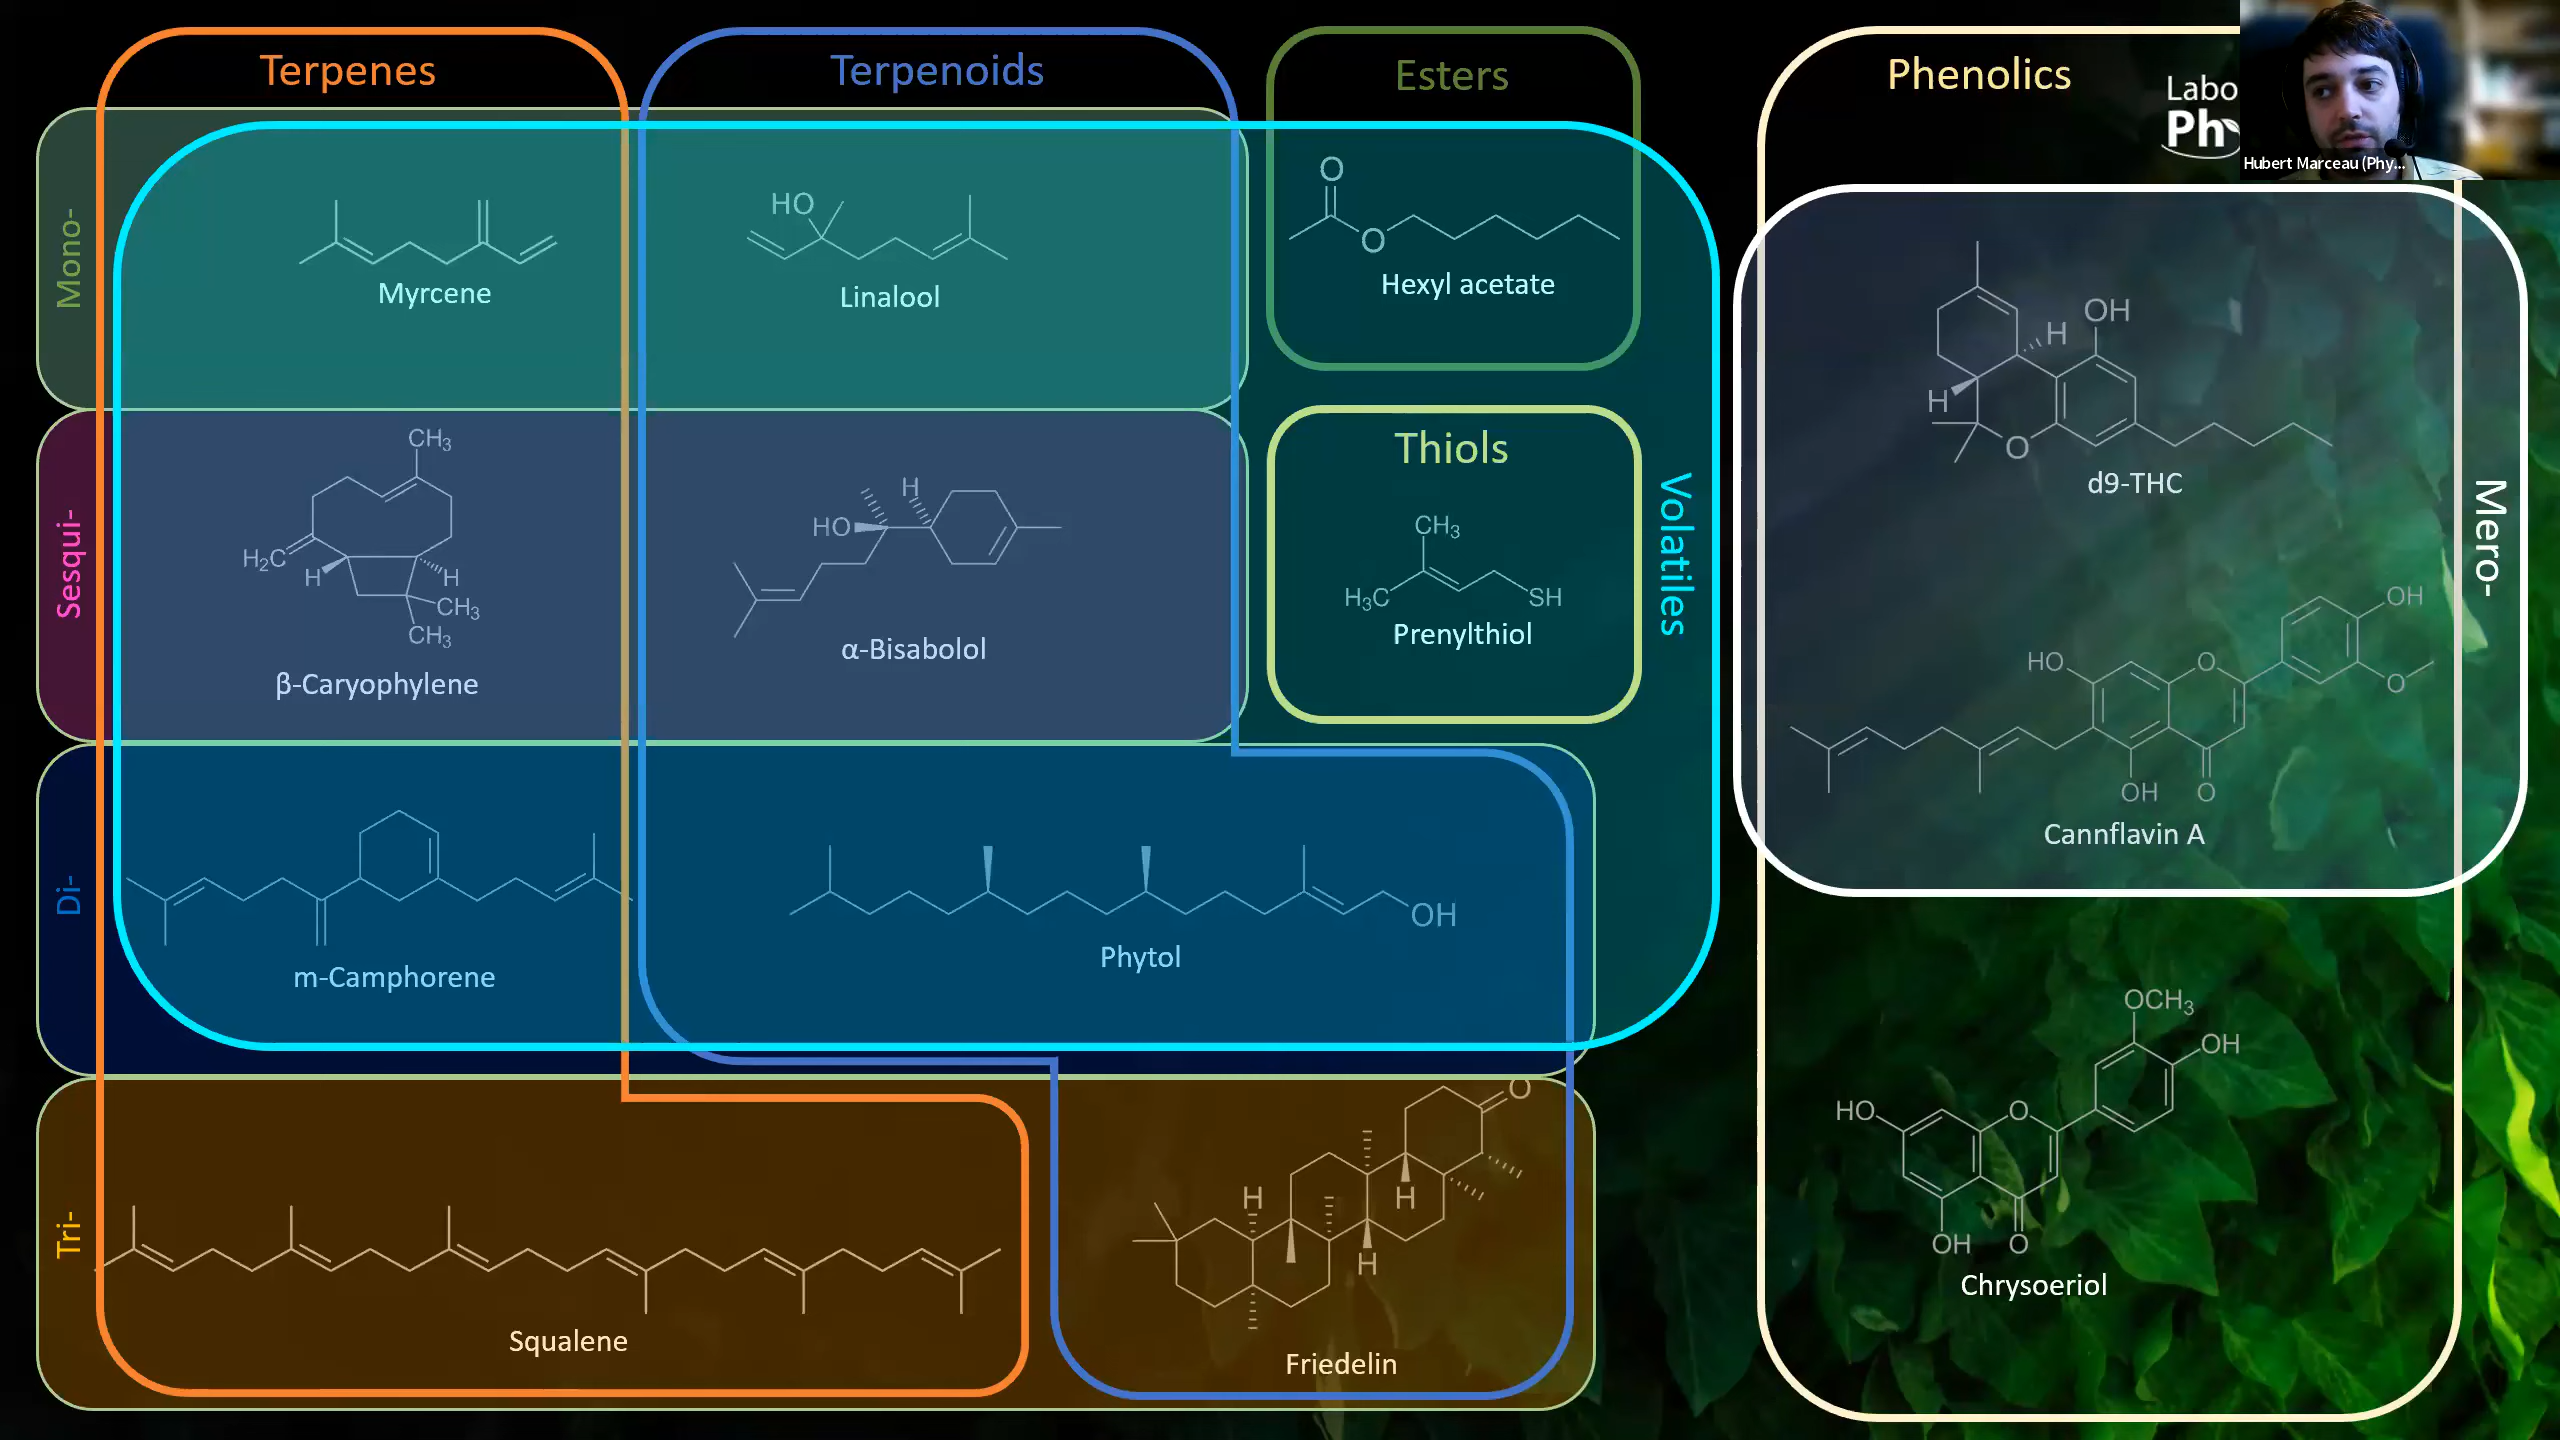 Terpenes
Terpenoids
Esters
Phenolics
Labo
Ph
Hubert Marceau (Phy...
Mono-
Myrcene
HO
Linalool
O
O
Hexyl acetate
Sesqui-
CH3
H2C
H
H
CH3
CH3
β-Caryophylene
H
HO
α-Bisabolol
Thiols
CH3
H3C
SH
Prenylthiol
Volatiles
OH
H
H
O
d9-THC
Mero-
OH
HO
O
O
OH
O
Cannflavin A
Di-
m-Camphorene
OH
Phytol
Tri-
Squalene
O
H
H
H
Friedelin
OCH3
OH
HO
O
OH
O
Chrysoeriol